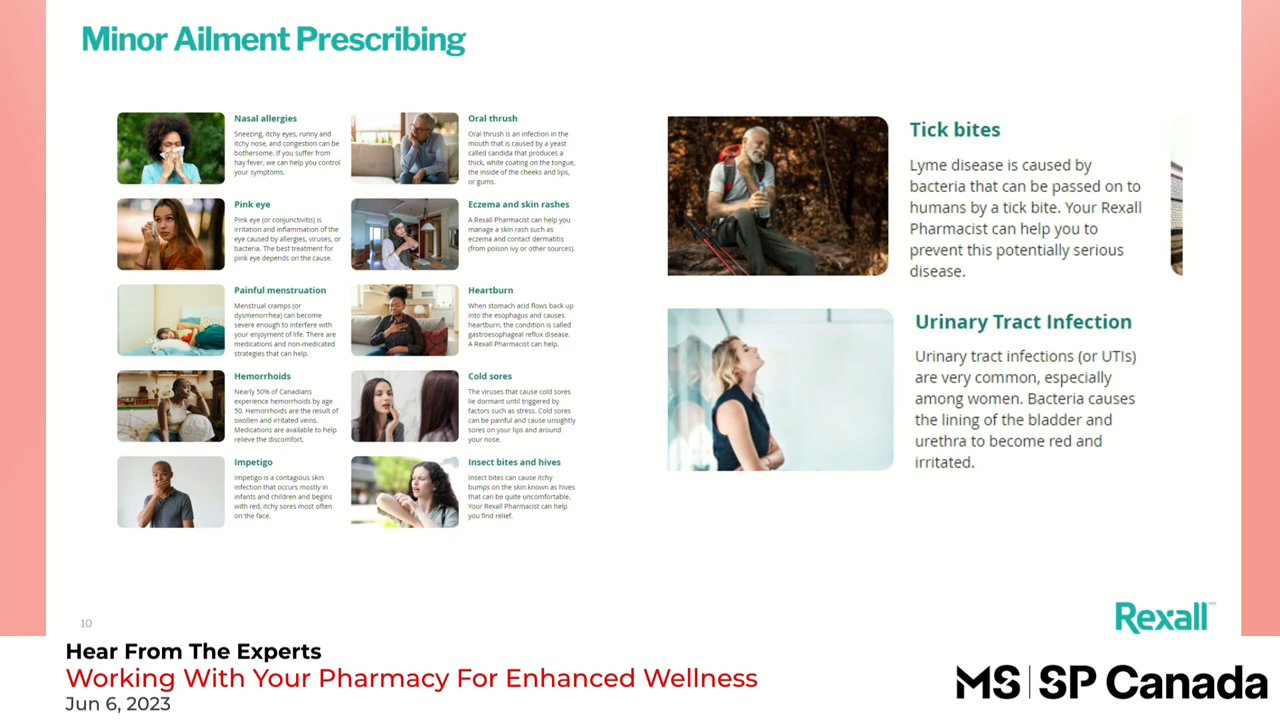 Minor Ailment Prescribing
Nasal allergies
Sneezing, itchy eyes, runny and
itchy nose, and congestion can be
bothersome. If you suffer from
hay fever, we can help you control
your symptoms.
Oral thrush
Oral thrush is an infection in the
mouth that is caused by a yeast
called candida that produces a
thick, white coating on the tongue,
the inside of the cheeks and lips,
or gums.
Pink eye
Pink eye (or conjunctivitis) is
irritation and inflammation of the
eye caused by allergies, viruses, or
bacteria. The best treatment for
pink eye depends on the cause.
Eczema and skin rashes
A Rexall Pharmacist can help you
manage a skin rash such as
eczema and contact dermatitis
(from poison ivy or other sources).
Painful menstruation
Menstrual cramps (or
dysmenorrhea) can become
severe enough to interfere with
your enjoyment of life. There are
medications and non-medicated
strategies that can help.
Heartburn
When stomach acid flows back up
into the esophagus and causes
heartburn, the condition is called
gastroesophageal reflux disease.
A Rexall Pharmacist can help.
Hemorrhoids
Nearly 50% of Canadians
experience hemorrhoids by age
50. Hemorrhoids are the result of
swollen and irritated veins.
Medications are available to help
relieve the discomfort.
Cold sores
The viruses that cause cold sores
lie dormant until triggered by
factors such as stress. Cold sores
can be painful and cause unsightly
sores on your lips and around
your nose.
Impetigo
Impetigo is a contagious skin
infection that occurs mostly in
infants and children and begins
with red, itchy sores most often
on the face.
Insect bites and hives
Insect bites can cause itchy
bumps on the skin known as hives
that can be quite uncomfortable.
Your Rexall Pharmacist can help
you find relief.
Tick bites
Lyme disease is caused by
bacteria that can be passed on to
humans by a tick bite. Your Rexall
Pharmacist can help you to
prevent this potentially serious
disease.
Urinary Tract Infection
Urinary tract infections (or UTIs)
are very common, especially
among women. Bacteria causes
the lining of the bladder and
urethra to become red and
irritated.
10
Rexall
Hear From The Experts
Working With Your Pharmacy For Enhanced Wellness
Jun 6, 2023
MS SP Canada